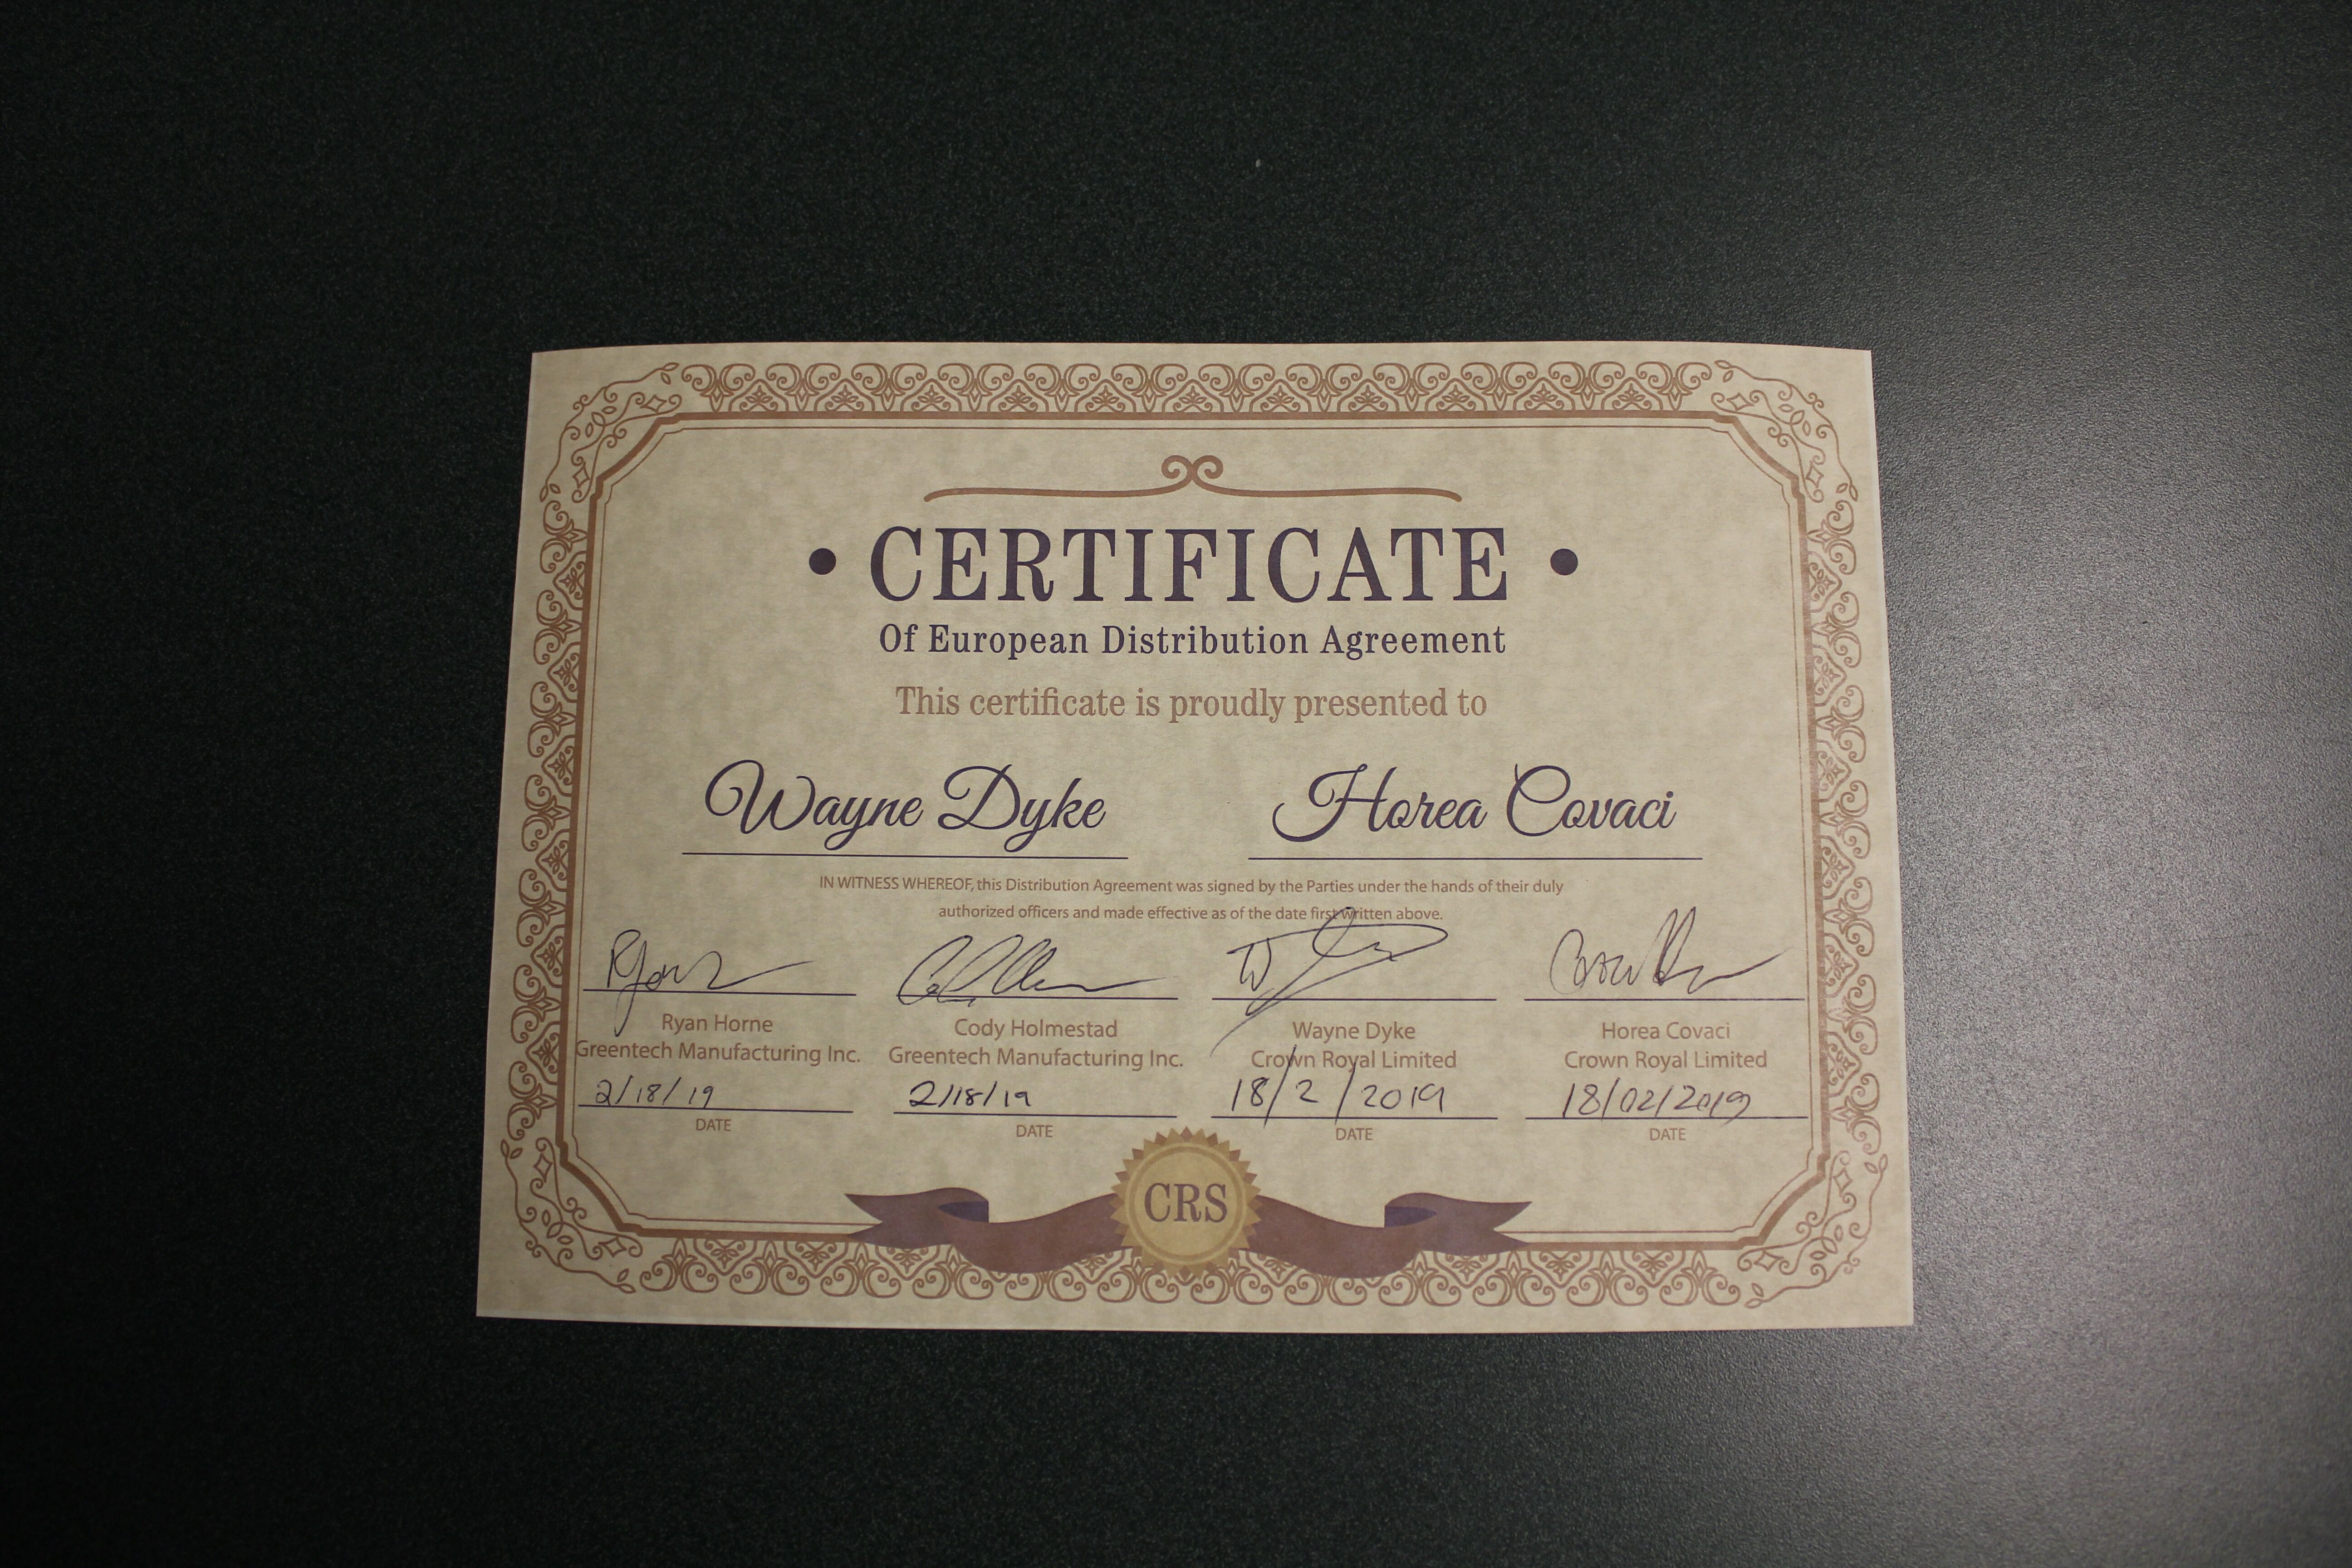 • CERTIFICATE •
Of European Distribution Agreement
This certificate is proudly presented to
Wayne Dyke Horea Covaci
IN WITNESS WHEREOF, this Distribution Agreement was signed by the Parties under the hands of their duly
authorized officers and made effective as of the date first written above.
Ryan Horne Cody Holmestad Wayne Dyke Horea Covaci
Greentech Manufacturing Inc. Greentech Manufacturing Inc. Crown Royal Limited Crown Royal Limited
2/18/19 2/18/19 18/2/2019 18/02/2019
DATE DATE DATE DATE
CRS